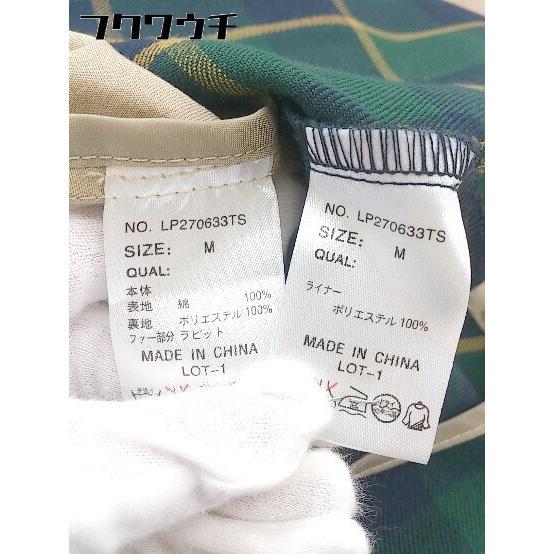 フクワウチ
NO. LP270633TS
SIZE: M
QUAL:
本体
表地 綿 100%
裏地 ポリエステル 100%
ファー部分 ラビット
MADE IN CHINA
LOT-1
NO. LP270633TS
SIZE: M
QUAL:
ライナー
ポリエステル 100%
MADE IN CHINA
LOT-1